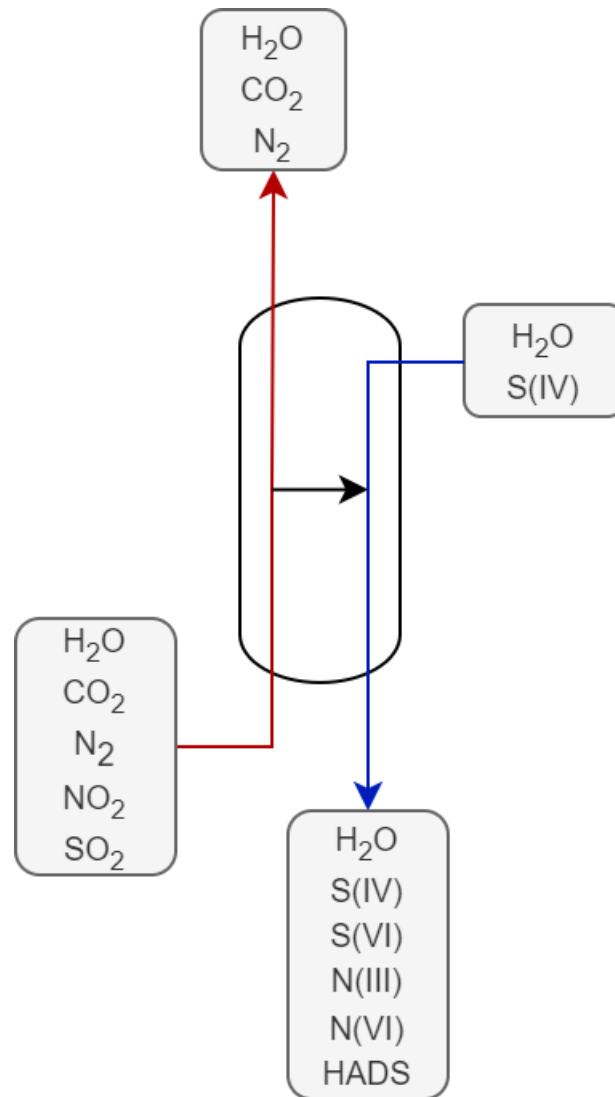 H₂O
CO₂
N₂
H₂O
S(IV)
H₂O
CO₂
N₂
NO₂
SO₂
H₂O
S(IV)
S(VI)
N(III)
N(VI)
HADS